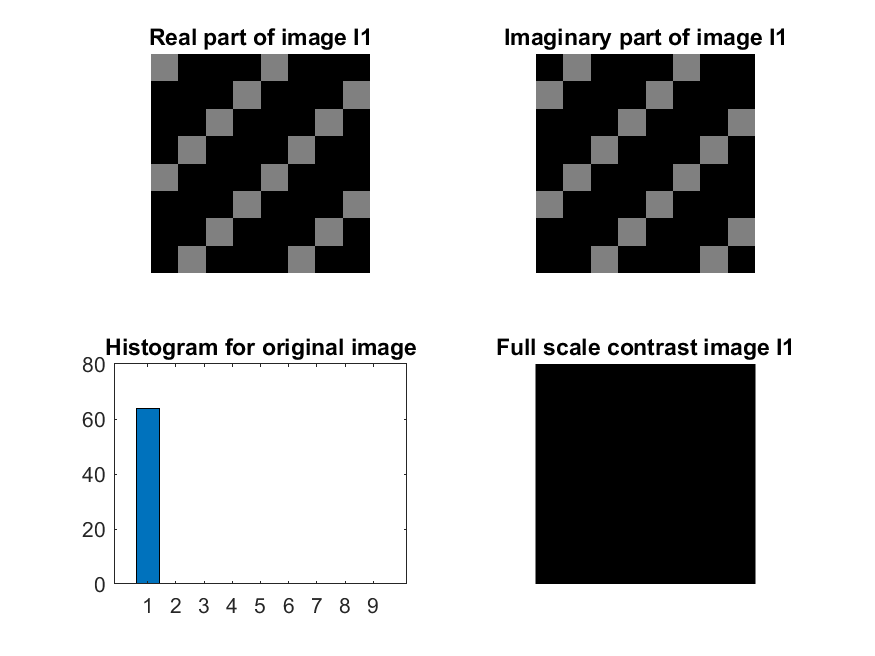 Real part of image I1
Imaginary part of image I1
Histogram for original image
80
60
40
20
0
1 2 3 4 5 6 7 8 9
Full scale contrast image I1